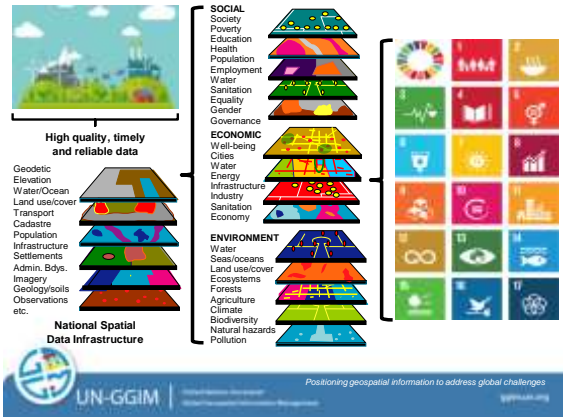 High quality, timely
and reliable data
Geodetic
Elevation
Water/Ocean
Land use/cover
Transport
Cadastre
Population
Infrastructure
Settlements
Admin. Bdys.
Imagery
Geology/soils
Observations
etc.
National Spatial
Data Infrastructure
SOCIAL
Society
Poverty
Education
Health
Population
Employment
Water
Sanitation
Equality
Gender
Governance
ECONOMIC
Well-being
Cities
Water
Energy
Infrastructure
Industry
Sanitation
Economy
ENVIRONMENT
Water
Seas/oceans
Land use/cover
Ecosystems
Forests
Agriculture
Climate
Biodiversity
Natural hazards
Pollution
1
2
3
4
5
6
7
8
9
10
11
12
13
14
15
16
17
UN-GGIM
Positioning geospatial information to address global challenges
ggim.un.org